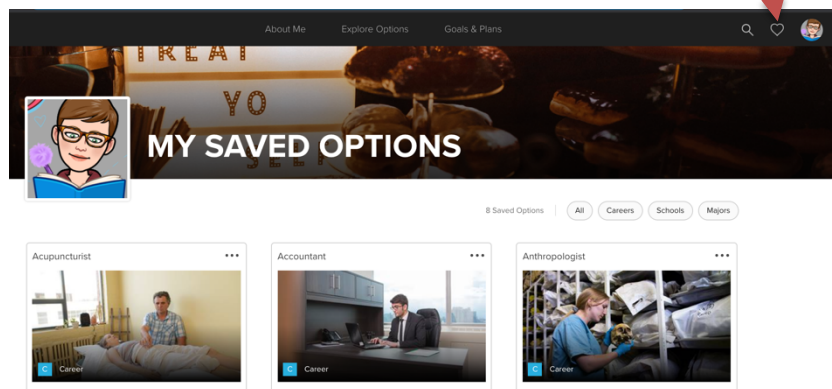 About Me Explore Options Goals & Plans
TREAT
YO
SELF
MY SAVED OPTIONS
8 Saved Options All Careers Schools Majors
Acupuncturist Accountant Anthropologist
C Career C Career C Career